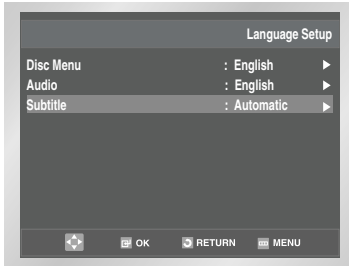 Language Setup
Disc Menu : English
Audio : English
Subtitle : Automatic
OK RETURN MENU